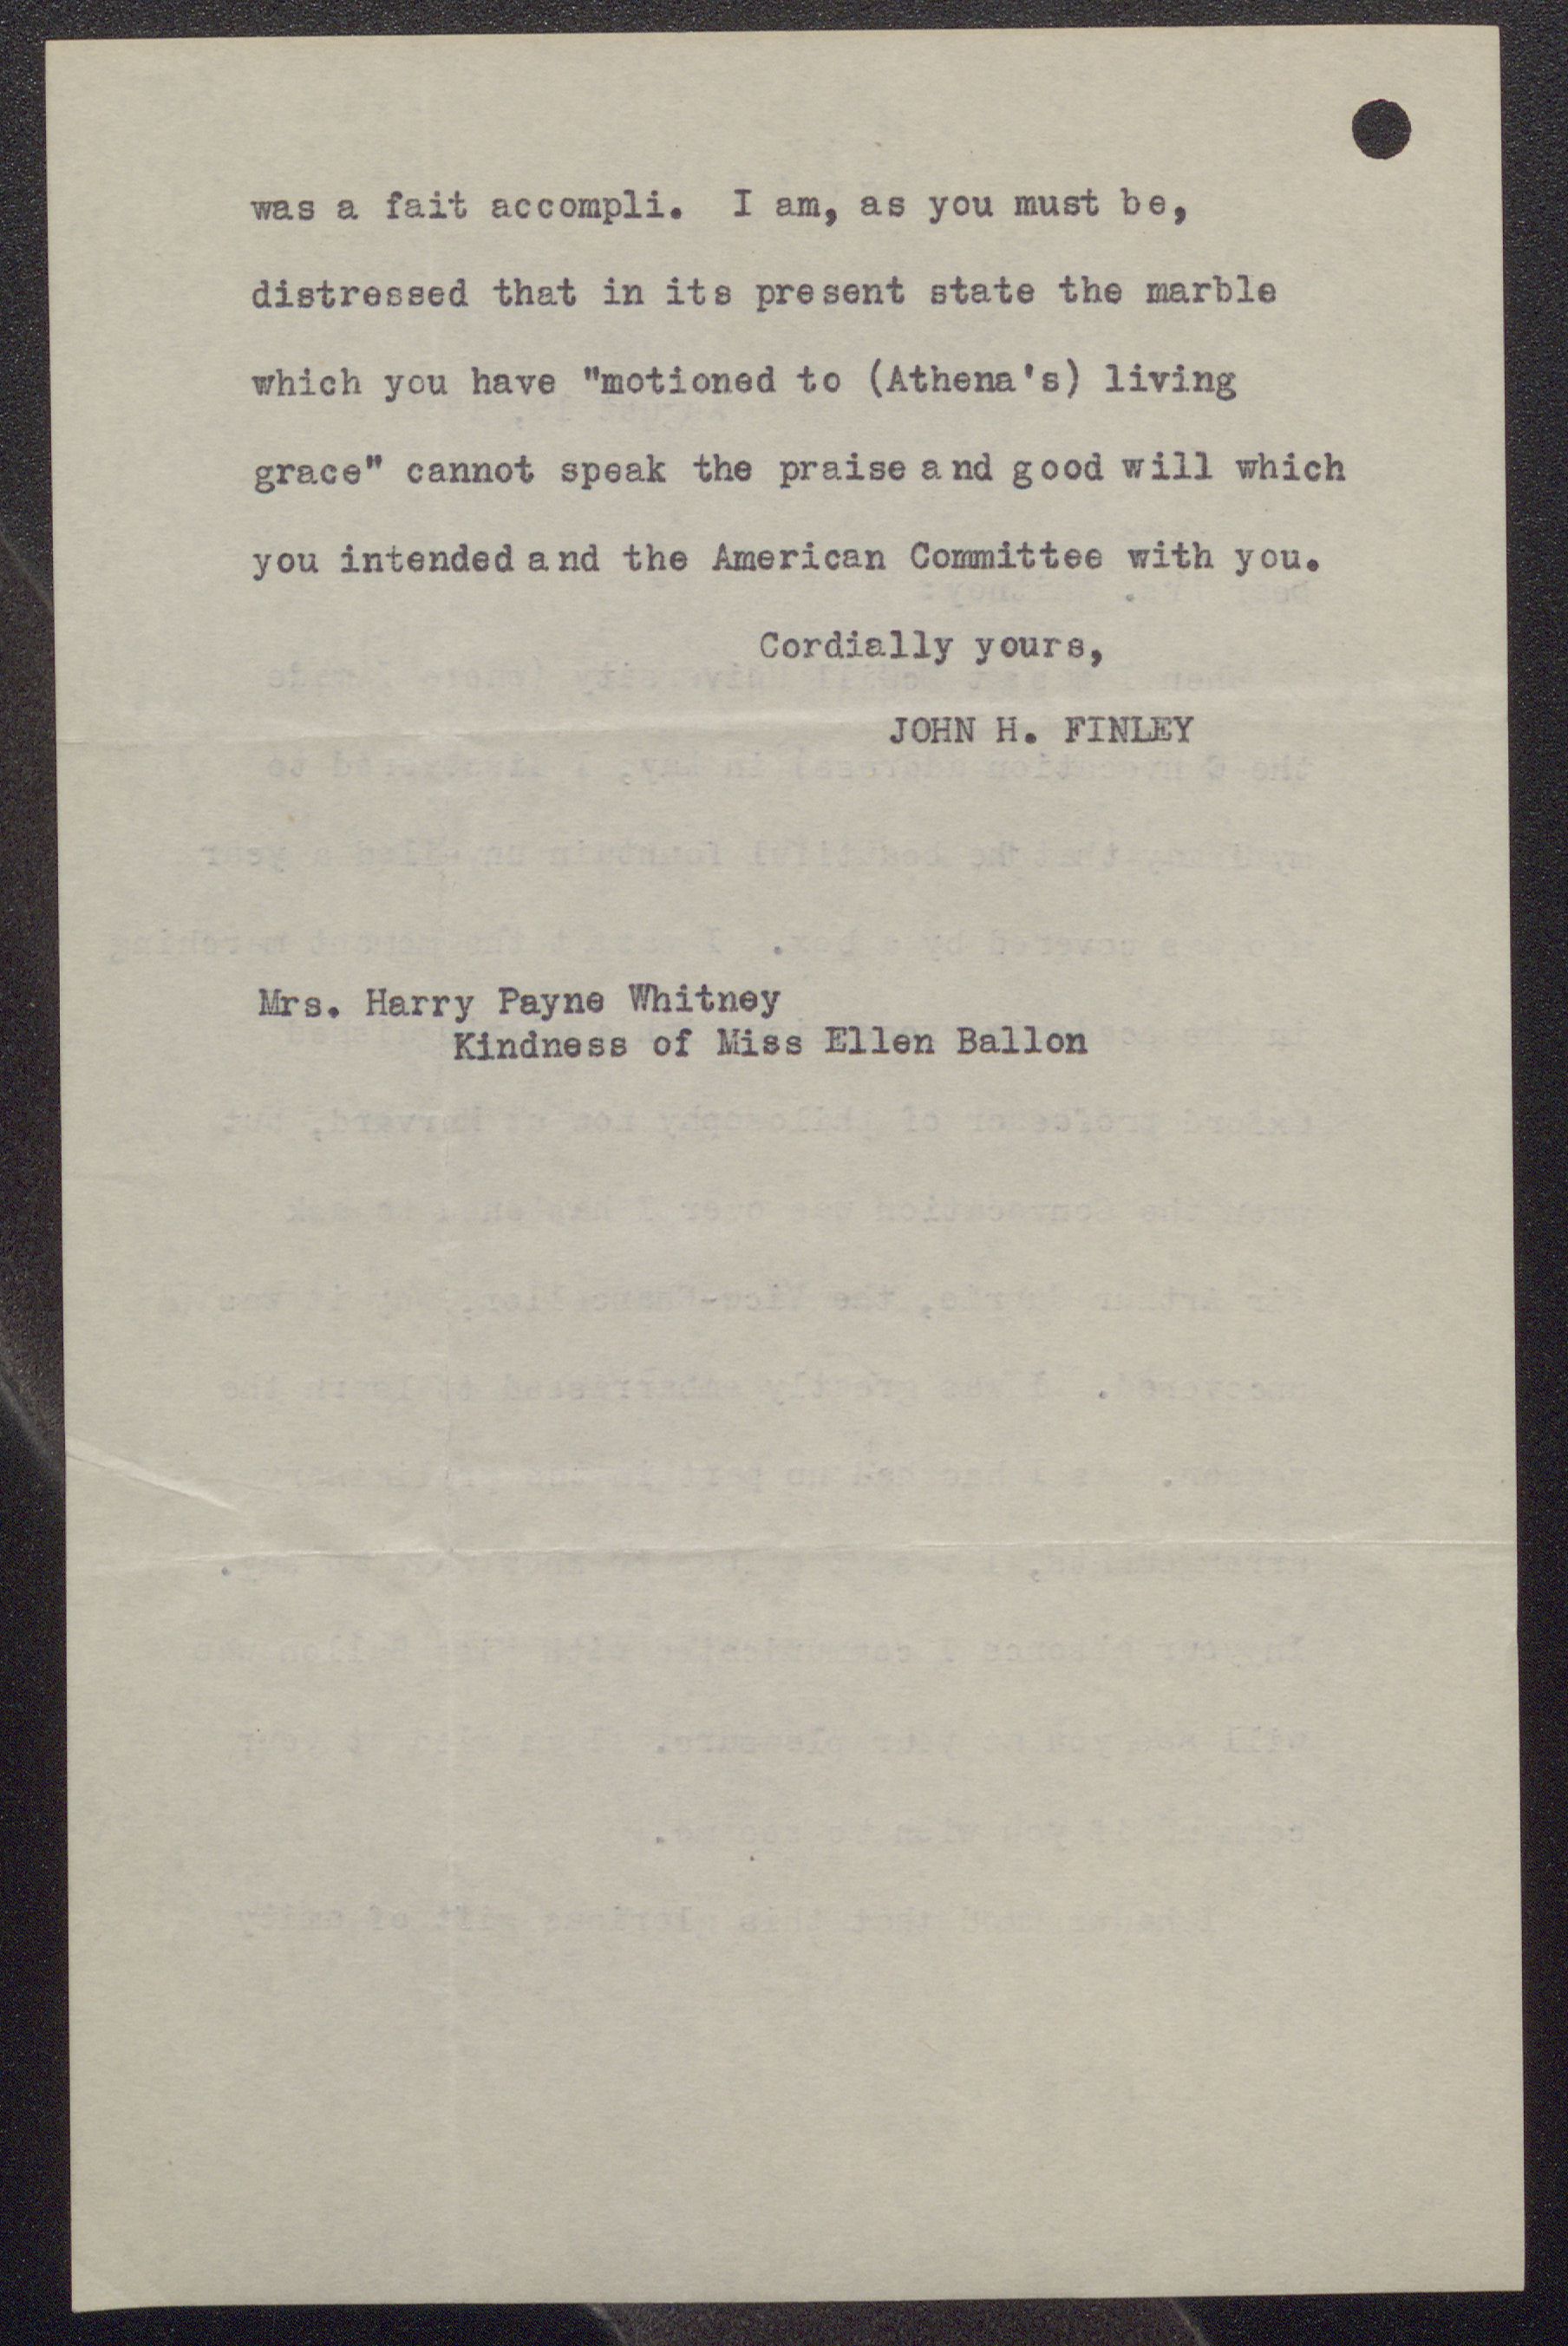 was a fait accompli. I am, as you must be,
distressed that in its present state the marble
which you have "motioned to (Athena's) living
grace" cannot speak the praise and good will which
you intended and the American Committee with you.
Cordially yours,
JOHN H. FINLEY
Mrs. Harry Payne Whitney
Kindness of Miss Ellen Ballon